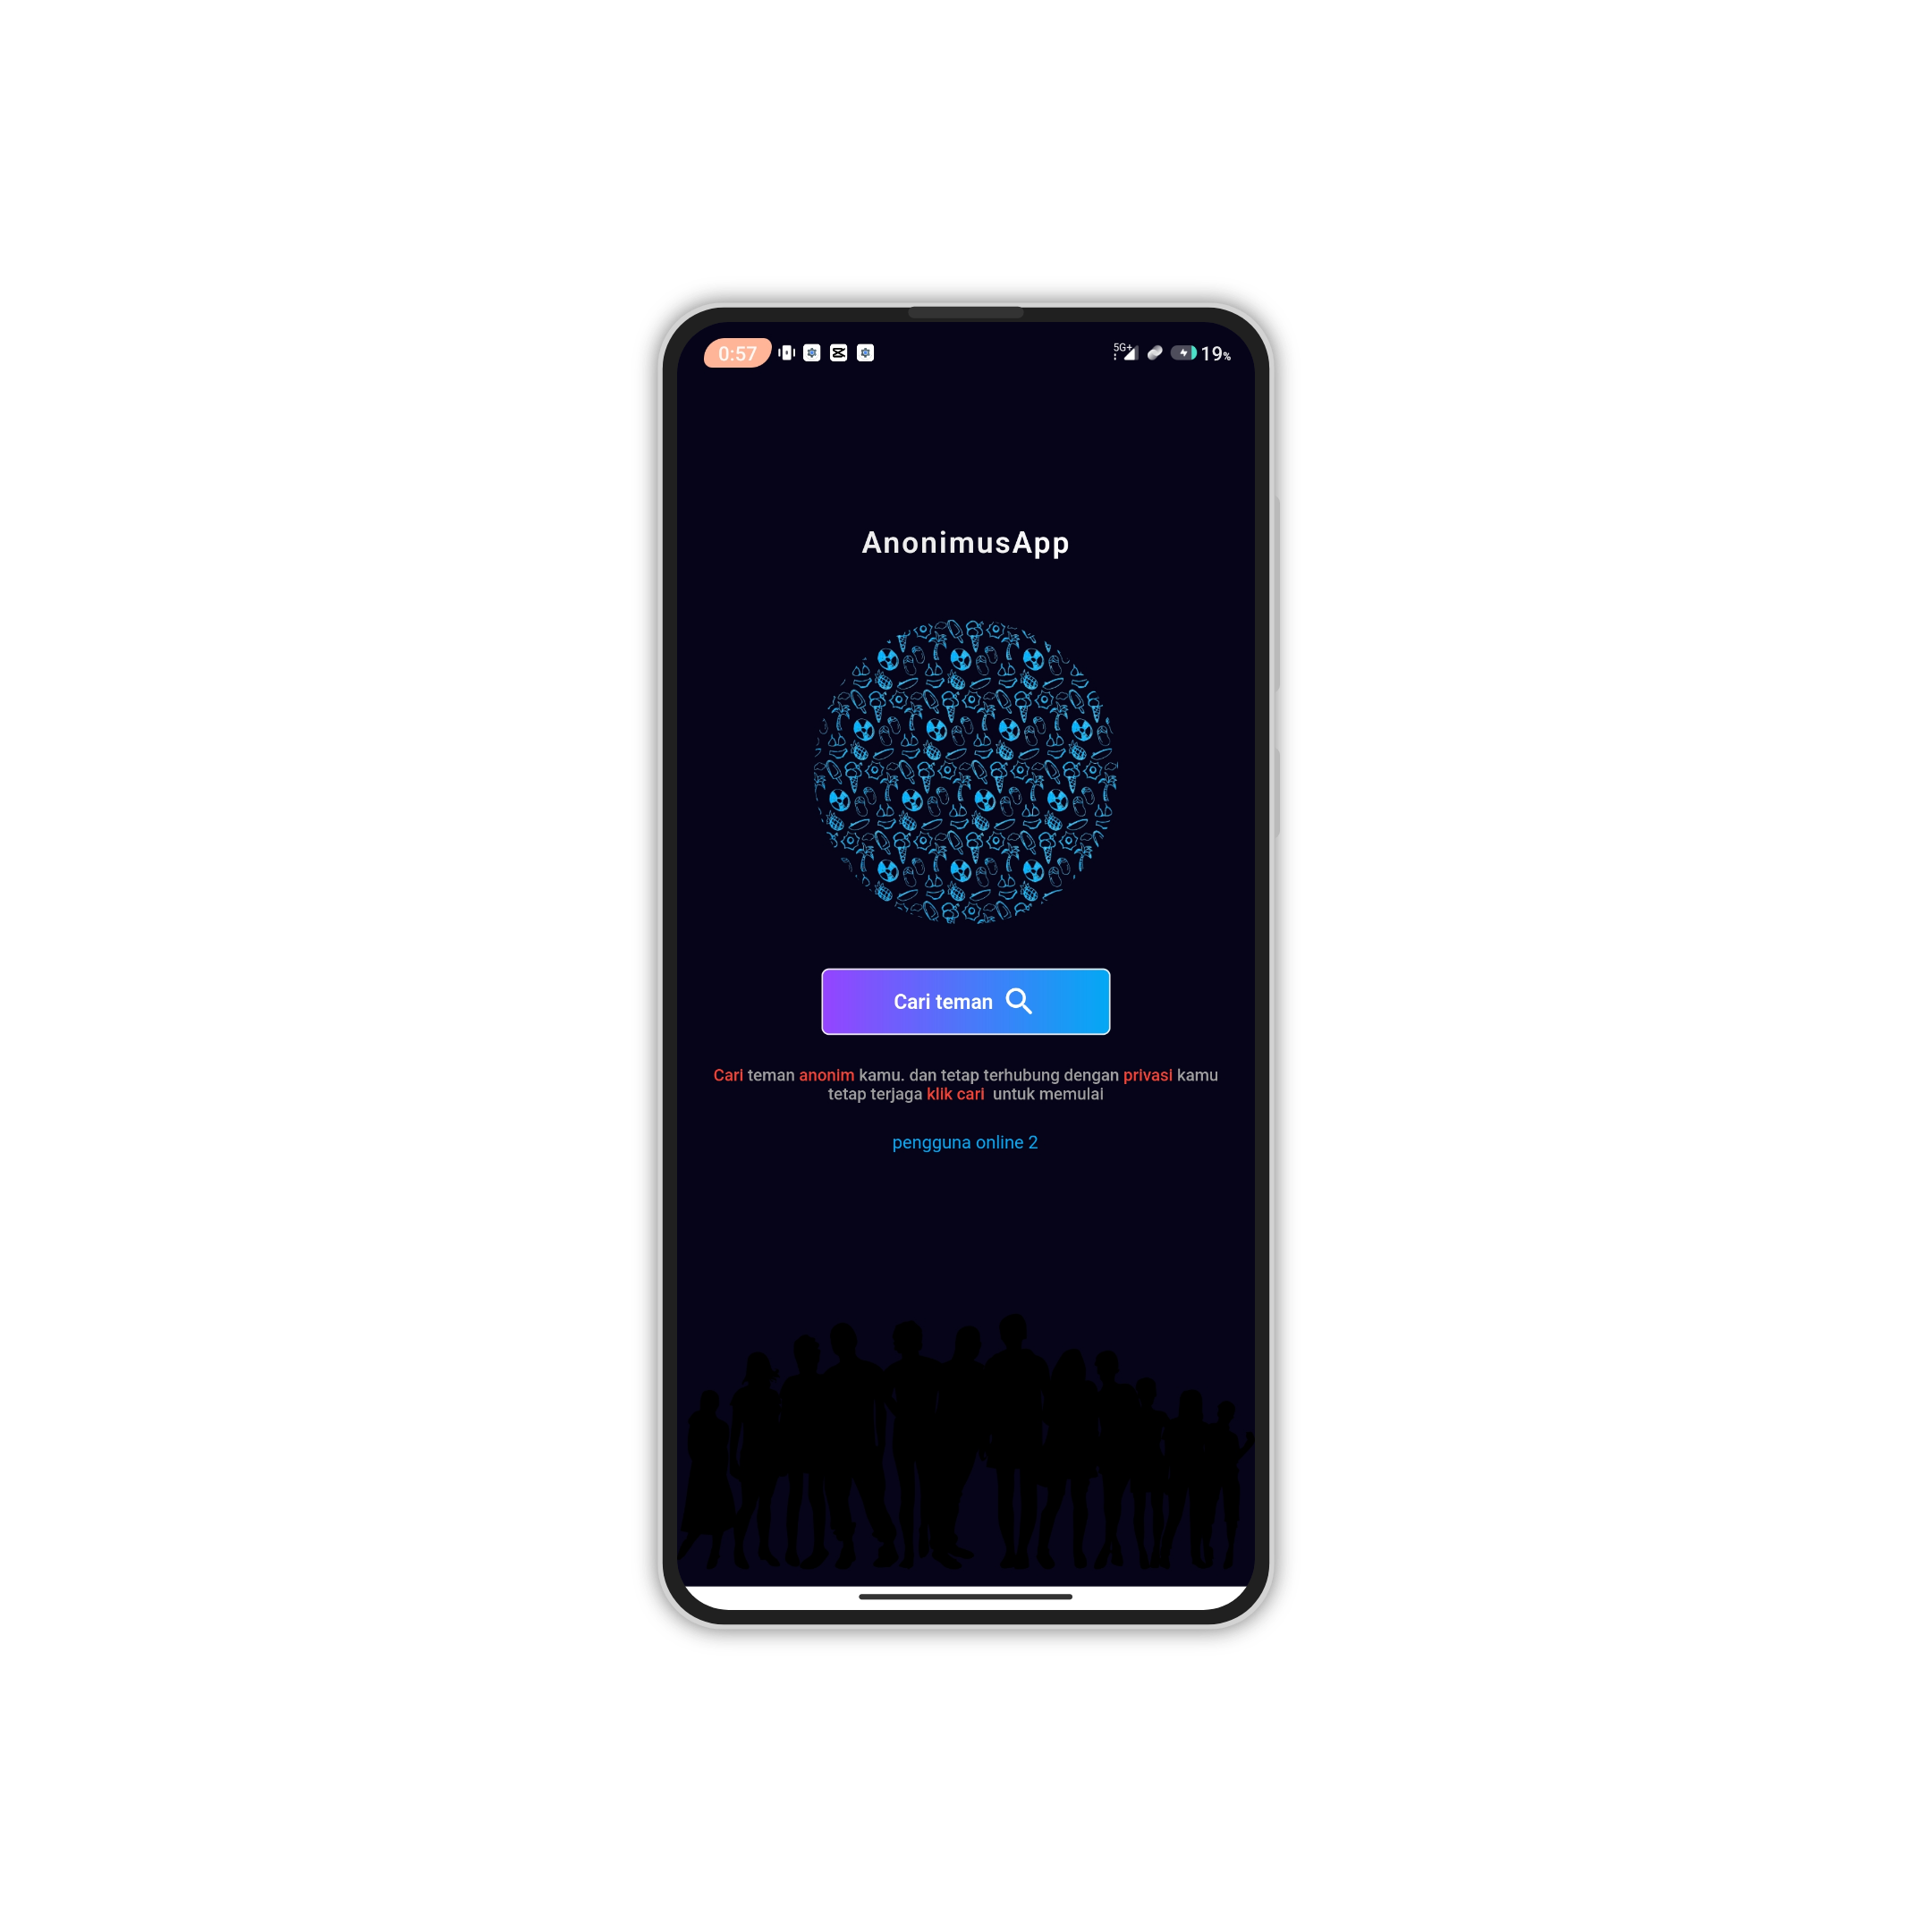 0:57
5G+
19%
AnonimusApp
Cari teman
Cari teman anonim kamu. dan tetap terhubung dengan privasi kamu
tetap terjaga klik cari  untuk memulai
pengguna online 2